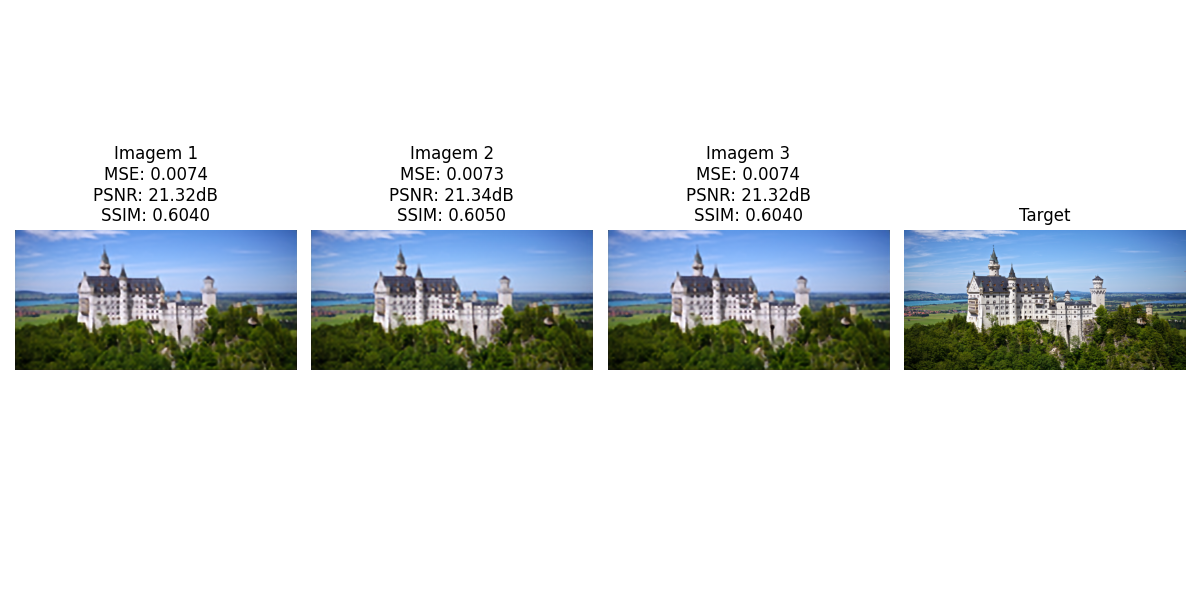 Imagem 1
MSE: 0.0074
PSNR: 21.32dB
SSIM: 0.6040
Imagem 2
MSE: 0.0073
PSNR: 21.34dB
SSIM: 0.6050
Imagem 3
MSE: 0.0074
PSNR: 21.32dB
SSIM: 0.6040
Target